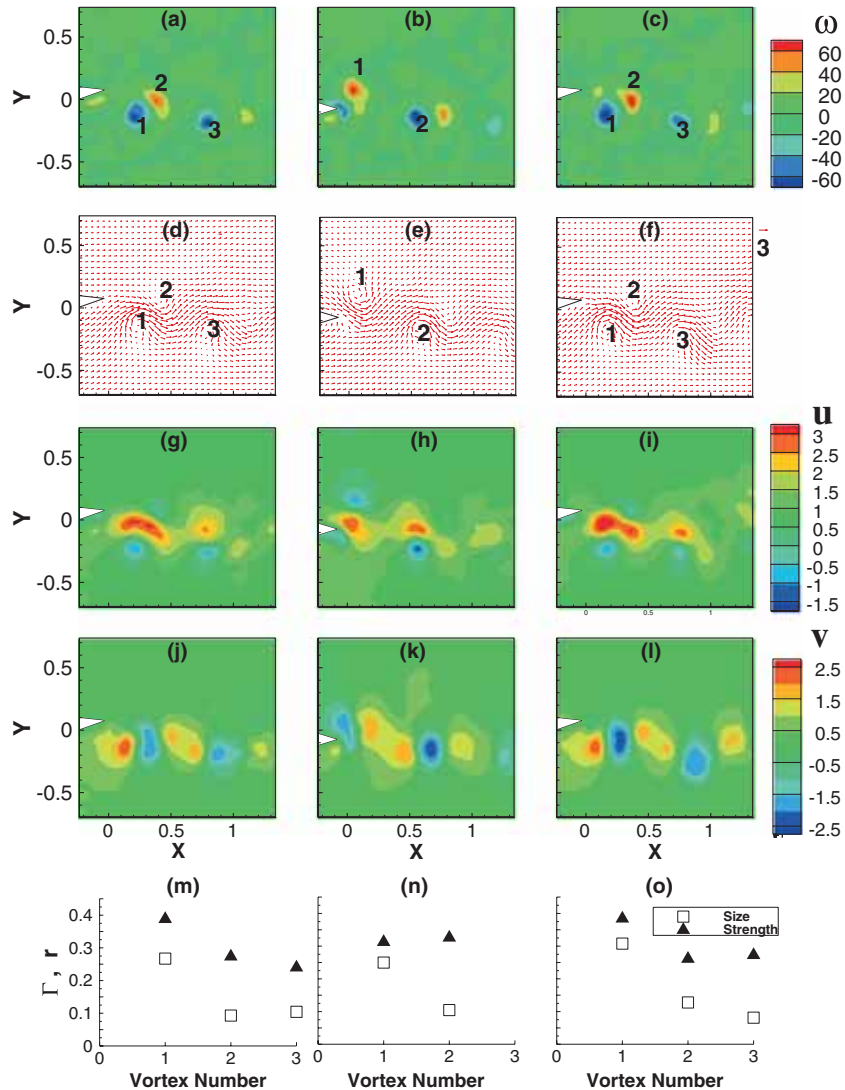 (a) (b) (c) ω
Y 0.5 0 -0.5
1 2 3
1 2
1 2 3
60 40 20 0 -20 -40 -60
(d) (e) (f)
Y 0.5 0 -0.5
1 2 3
1 2
1 2 3
3
(g) (h) (i) u
Y 0.5 0 -0.5
0 0.5 1
3 2.5 2 1.5 1 0.5 0 -0.5 -1 -1.5
(j) (k) (l) v
Y 0.5 0 -0.5
2.5 1.5 0.5 -0.5 -1.5 -2.5
0 0.5 1 0 0.5 1 0 0.5 1
X X X
(m) (n) (o)
Γ, r
0.4 0.3 0.2 0.1 0
Size
Strength
0 1 2 3 0 1 2 3 0 1 2 3
Vortex Number Vortex Number Vortex Number